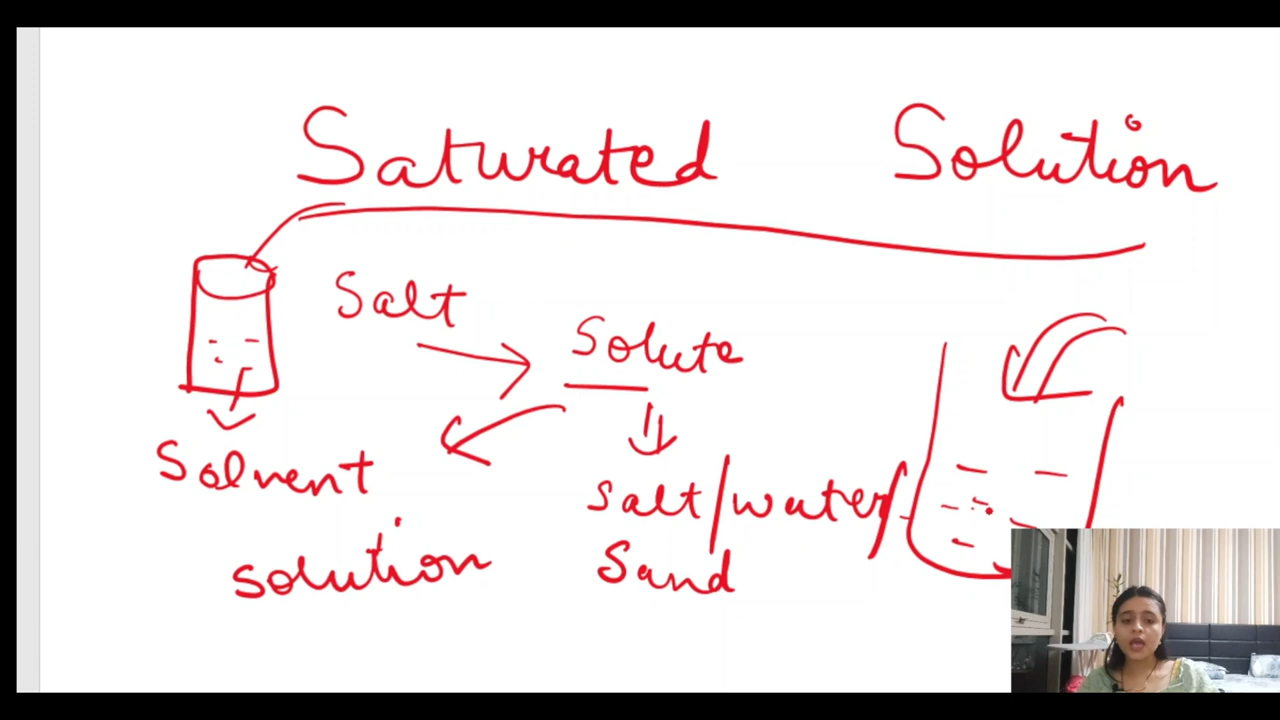 Saturated Solution
Salt
Solute
Solvent
salt/water/
Sand
solution